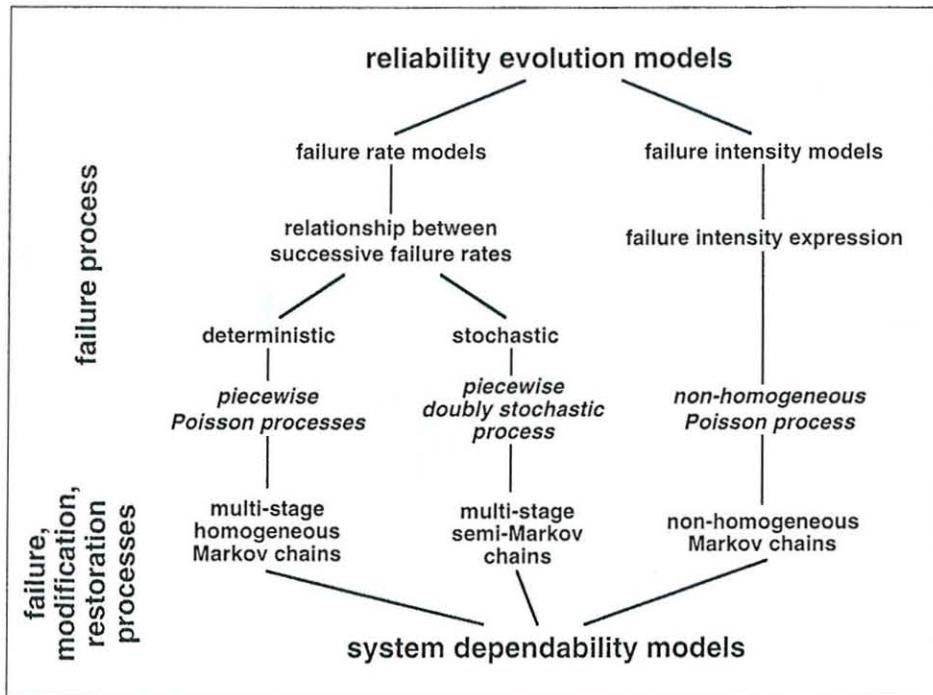 reliability evolution models
failure rate models
failure intensity models
relationship between
successive failure rates
failure intensity expression
deterministic
stochastic
piecewise
Poisson processes
piecewise
doubly stochastic
process
non-homogeneous
Poisson process
multi-stage
homogeneous
Markov chains
multi-stage
semi-Markov
chains
non-homogeneous
Markov chains
system dependability models
failure process
failure,
modification,
restoration
processes